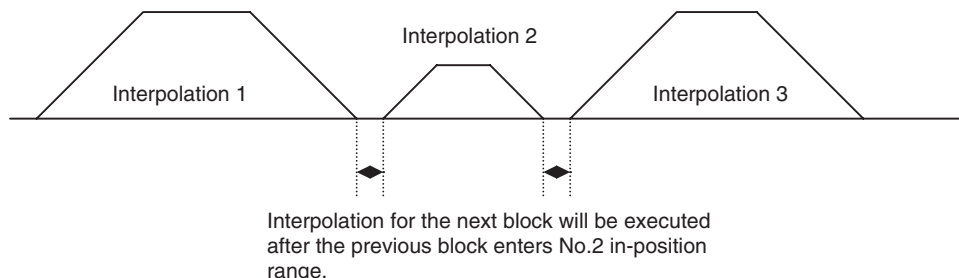 Interpolation 2
Interpolation 1
Interpolation 3
Interpolation for the next block will be executed
after the previous block enters No.2 in-position
range.